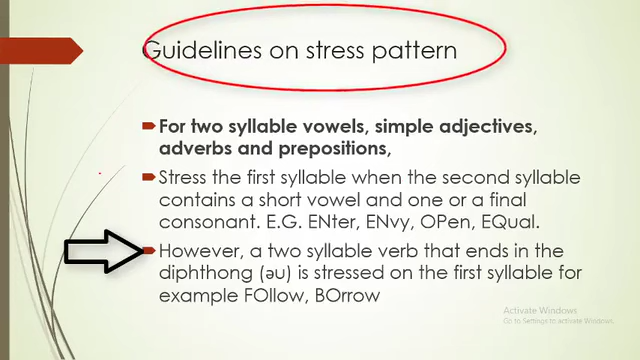 Guidelines on stress pattern
For two syllable vowels, simple adjectives,
adverbs and prepositions,
Stress the first syllable when the second syllable
contains a short vowel and one or a final
consonant. E.G. ENter, ENvy, OPen, EQual.
However, a two syllable verb that ends in the
diphthong (əu) is stressed on the first syllable for
example FOllow, BOrrow
Activate Windows
Go to Settings to activate Windows.